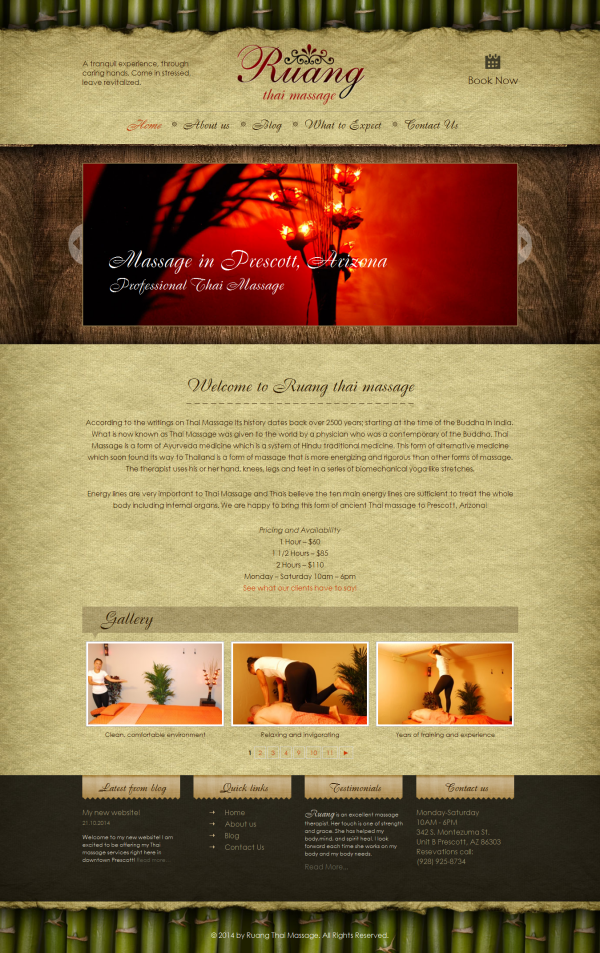 A tranquil experience, through
caring hands. Come in stressed,
leave revitalized.
Ruang
thai massage
Book Now
Home About us Blog What to Expect Contact Us
Massage in Prescott, Arizona
Professional Thai Massage
Welcome to Ruang thai massage
According to the writings on Thai Massage its history dates back over 2500 years; starting at the time of the Buddha in India.
What is now known as Thai Massage was given to the world by a physician who was a contemporary of the Buddha. Thai
Massage is a form of Ayurveda medicine which is a system of Hindu traditional medicine. This form of alternative medicine
which soon found its way to Thailand is a form of massage that is more energizing and rigorous than other forms of massage.
The therapist uses his or her hand, knees, legs and feet in a series of biomechanical yoga-like stretches.
Energy lines are very important to Thai Massage and Thais believe the ten main energy lines are sufficient to treat the whole
body including internal organs. We are happy to bring this form of ancient Thai massage to Prescott, Arizona!
Pricing and Availability
1 Hour – $60
1 1/2 Hours – $85
2 Hours – $110
Monday – Saturday 10am – 6pm
See what our clients have to say!
Gallery
Clean, comfortable environment
Relaxing and invigorating
Years of training and experience
1 2 3 6 9 10 11 ►
Latest from blog
My new website!
21.10.2014
Welcome to my new website! I am
excited to be offering my Thai
massage services right here in
downtown Prescott! Read more...
Quick links
Home
About us
Blog
Contact Us
Testimonials
Ruang is an excellent massage
therapist. Her touch is one of strength
and grace. She has helped my
body,mind, and spirit heal. I look
forward each time she works on my
body and my body needs.
Read More...
Contact us
Monday-Saturday
10AM - 6PM
342 S. Montezuma St.
Unit B Prescott, AZ 86303
Resevations call:
(928) 925-8734
© 2014 by Ruang Thai Massage. All Rights Reserved.